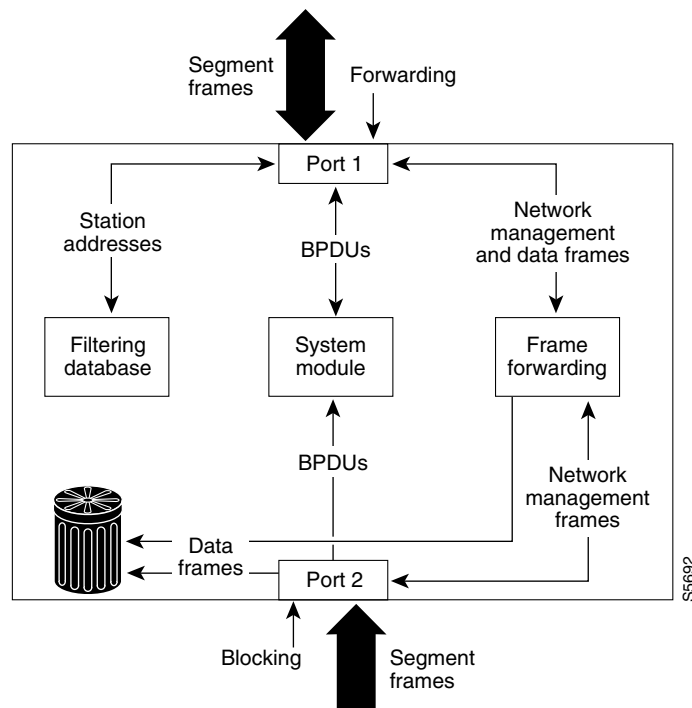 Segment
frames
Forwarding
Port 1
Station
addresses
BPDUs
Network
management
and data frames
Filtering
database
System
module
Frame
forwarding
BPDUs
Network
management
frames
Data
frames
Port 2
Blocking
Segment
frames
S5692